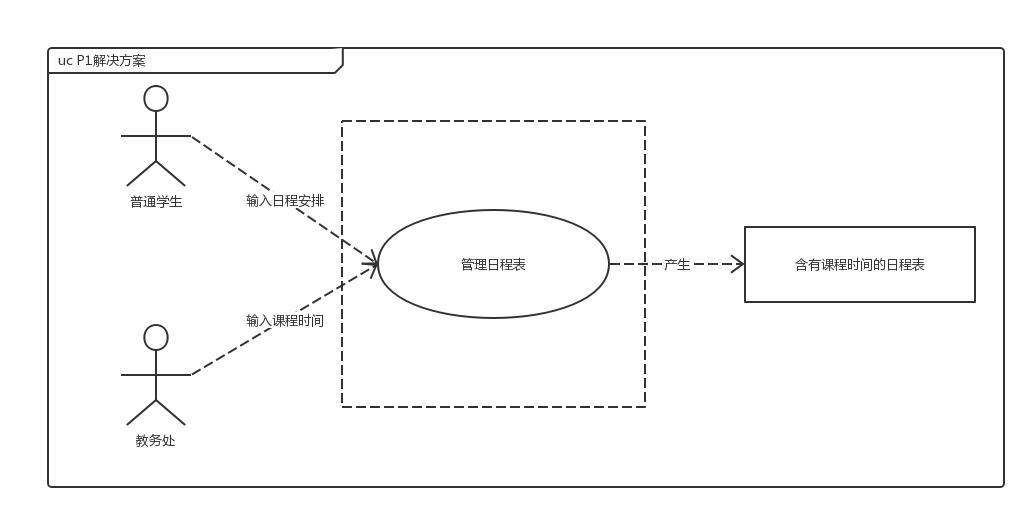 uc P1解决方案
普通学生
输入日程安排
管理日程表
产生
含有课程时间的日程表
输入课程时间
教务处